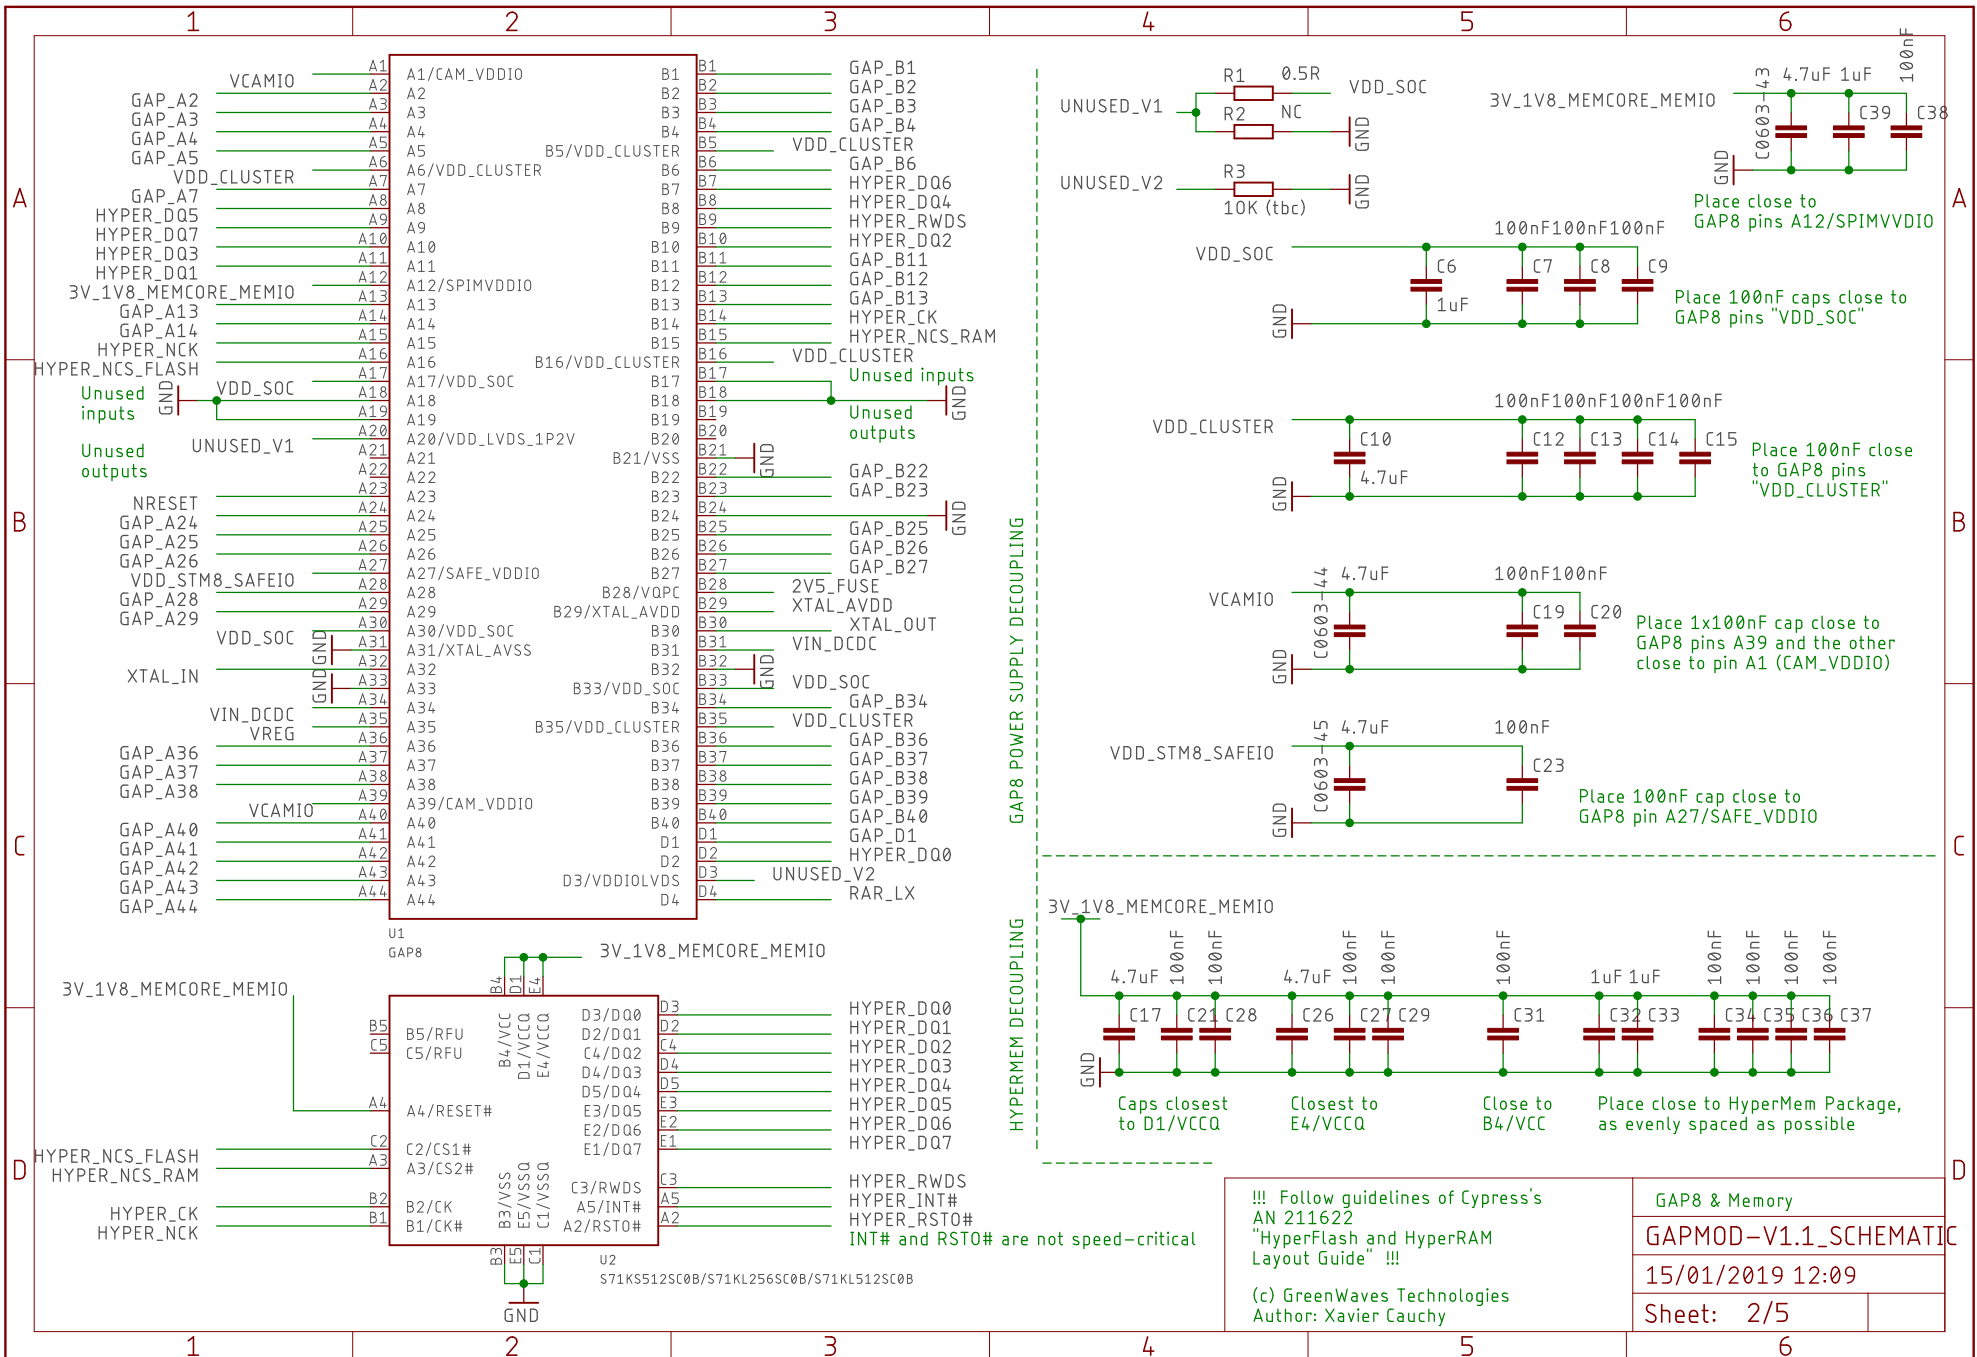 1 2 3 4 5 6
A
B
C
D
VCAMIO
GAP_A2
GAP_A3
GAP_A4
GAP_A5
VDD_CLUSTER
GAP_A7
HYPER_DQ5
HYPER_DQ7
HYPER_DQ3
HYPER_DQ1
3V_1V8_MEMCORE_MEMIO
GAP_A13
GAP_A14
HYPER_NCK
HYPER_NCS_FLASH
VDD_SOC
Unused
inputs
GND
Unused
outputs
UNUSED_V1
NRESET
GAP_A24
GAP_A25
GAP_A26
VDD_STM8_SAFEIO
GAP_A28
GAP_A29
VDD_SOC
GND
XTAL_IN
GND
VIN_DCDC
VREG
GAP_A36
GAP_A37
GAP_A38
VCAMIO
GAP_A40
GAP_A41
GAP_A42
GAP_A43
GAP_A44
A1 A1/CAM_VDDIO
A2 A2
A3 A3
A4 A4
A5 A5
A6 A6/VDD_CLUSTER
A7 A7
A8 A8
A9 A9
A10 A10
A11 A11
A12 A12/SPIMVDDIO
A13 A13
A14 A14
A15 A15
A16 A16
A17 A17/VDD_SOC
A18 A18
A19 A19
A20 A20/VDD_LVDS_1P2V
A21 A21
A22 A22
A23 A23
A24 A24
A25 A25
A26 A26
A27 A27/SAFE_VDDIO
A28 A28
A29 A29
A30 A30/VDD_SOC
A31 A31/XTAL_AVSS
A32 A32
A33 A33
A34 A34
A35 A35
A36 A36
A37 A37
A38 A38
A39 A39/CAM_VDDIO
A40 A40
A41 A41
A42 A42
A43 A43
A44 A44
U1
GAP8
B1 B1 GAP_B1
B2 B2 GAP_B2
B3 B3 GAP_B3
B4 B4 GAP_B4
B5/VDD_CLUSTER B5 VDD_CLUSTER
B6 B6 GAP_B6
B7 B7 HYPER_DQ6
B8 B8 HYPER_DQ4
B9 B9 HYPER_RWDS
B10 B10 HYPER_DQ2
B11 B11 GAP_B11
B12 B12 GAP_B12
B13 B13 GAP_B13
B14 B14 HYPER_CK
B15 B15 HYPER_NCS_RAM
B16/VDD_CLUSTER B16 VDD_CLUSTER
B17 B17 Unused inputs
B18 B18 GND
B19 B19 Unused
B20 B20 outputs
B21/VSS B21 GND
B22 B22 GAP_B22
B23 B23 GAP_B23
B24 B24 GND
B25 B25 GAP_B25
B26 B26 GAP_B26
B27 B27 GAP_B27
B28/VQPC B28 2V5_FUSE
B29/XTAL_AVDD B29 XTAL_AVDD
B30 B30 XTAL_OUT
B31 B31 VIN_DCDC
B32 B32 GND
B33/VDD_SOC B33 VDD_SOC
B34 B34 GAP_B34
B35/VDD_CLUSTER B35 VDD_CLUSTER
B36 B36 GAP_B36
B37 B37 GAP_B37
B38 B38 GAP_B38
B39 B39 GAP_B39
B40 B40 GAP_B40
D1 D1 GAP_D1
D2 D2 HYPER_DQ0
D3/VDDIOLVDS D3 UNUSED_V2
D4 D4 RAR_LX
3V_1V8_MEMCORE_MEMIO
3V_1V8_MEMCORE_MEMIO
B4 D1 E4
B4/VCC D1/VCCQ E4/VCCQ
B5 B5/RFU
C5 C5/RFU
A4 A4/RESET#
HYPER_NCS_FLASH C2 C2/CS1#
HYPER_NCS_RAM A3 A3/CS2#
HYPER_CK B2 B2/CK
HYPER_NCK B1 B1/CK#
D3/DQ0 D3 HYPER_DQ0
D2/DQ1 D2 HYPER_DQ1
C4/DQ2 C4 HYPER_DQ2
D4/DQ3 D4 HYPER_DQ3
D5/DQ4 D5 HYPER_DQ4
E3/DQ5 E3 HYPER_DQ5
E2/DQ6 E2 HYPER_DQ6
E1/DQ7 E1 HYPER_DQ7
C3/RWDS C3 HYPER_RWDS
A5/INT# A5 HYPER_INT#
A2/RSTO# A2 HYPER_RSTO#
INT# and RSTO# are not speed-critical
B3/VSS E5/VSSQ C1/VSSQ
B3 E5 C1
GND
U2
S71KS512SC0B/S71KL256SC0B/S71KL512SC0B
GAP8 POWER SUPPLY DECOUPLING
HYPERMEM DECOUPLING
UNUSED_V1
R1 0.5R VDD_SOC
R2 NC GND
UNUSED_V2
R3 GND
10K (tbc)
3V_1V8_MEMCORE_MEMIO
C0603-43 4.7uF 1uF 100nF
C39 C38
GND
Place close to
GAP8 pins A12/SPIMVVDIO
VDD_SOC
100nF100nF100nF
C6 C7 C8 C9
1uF
GND
Place 100nF caps close to
GAP8 pins "VDD_SOC"
VDD_CLUSTER
100nF100nF100nF100nF
C10 C12 C13 C14 C15
4.7uF
GND
Place 100nF close
to GAP8 pins
"VDD_CLUSTER"
VCAMIO
C0603-44 4.7uF 100nF100nF
C19 C20
GND
Place 1x100nF cap close to
GAP8 pins A39 and the other
close to pin A1 (CAM_VDDIO)
VDD_STM8_SAFEIO
C0603-45 4.7uF 100nF
C23
GND
Place 100nF cap close to
GAP8 pin A27/SAFE_VDDIO
3V_1V8_MEMCORE_MEMIO
4.7uF 100nF 100nF 4.7uF 100nF 100nF 100nF 1uF 1uF 100nF 100nF 100nF 100nF
C17 C21 C28 C26 C27 C29 C31 C32 C33 C34 C35 C36 C37
GND
Caps closest
to D1/VCCQ
Closest to
E4/VCCQ
Close to
B4/VCC
Place close to HyperMem Package,
as evenly spaced as possible
!!! Follow guidelines of Cypress's
AN 211622
"HyperFlash and HyperRAM
Layout Guide" !!!
(c) GreenWaves Technologies
Author: Xavier Cauchy
GAP8 & Memory
GAPMOD-V1.1_SCHEMATIC
15/01/2019 12:09
Sheet: 2/5
A
B
C
D
1 2 3 4 5 6